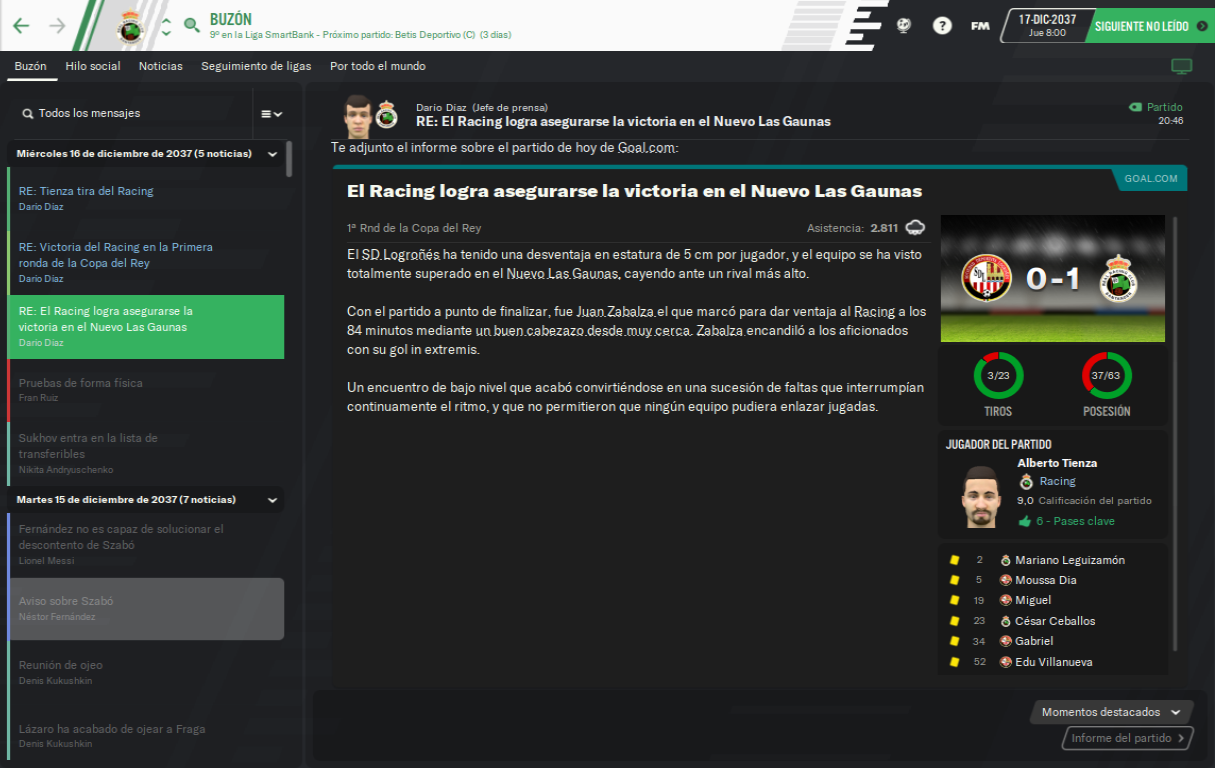 BUZÓN
9º en la Liga SmartBank - Próximo partido: Betis Deportivo (C) (3 días)
?
FM
17-DIC-2037
Jue 8:00
SIGUIENTE NO LEÍDO
Buzón
Hilo social
Noticias
Seguimiento de ligas
Por todo el mundo
Todos los mensajes
Miércoles 16 de diciembre de 2037 (5 noticias)
RE: Tienza tira del Racing
Darío Díaz
RE: Victoria del Racing en la Primera
ronda de la Copa del Rey
Darío Díaz
RE: El Racing logra asegurarse la
victoria en el Nuevo Las Gaunas
Darío Díaz
Pruebas de forma física
Fran Ruiz
Sukhov entra en la lista de
transferibles
Nikita Andryuschenko
Martes 15 de diciembre de 2037 (7 noticias)
Fernández no es capaz de solucionar el
descontento de Szabó
Lionel Messi
Aviso sobre Szabó
Néstor Fernández
Reunión de ojeo
Denis Kukushkin
Lázaro ha acabado de ojear a Fraga
Denis Kukushkin
Darío Díaz (Jefe de prensa)
RE: El Racing logra asegurarse la victoria en el Nuevo Las Gaunas
Partido
20:46
Te adjunto el informe sobre el partido de hoy de Goal.com:
GOAL.COM
El Racing logra asegurarse la victoria en el Nuevo Las Gaunas
1ª Rnd de la Copa del Rey
Asistencia: 2.811
El SD Logroñés ha tenido una desventaja en estatura de 5 cm por jugador, y el equipo se ha visto
totalmente superado en el Nuevo Las Gaunas, cayendo ante un rival más alto.
Con el partido a punto de finalizar, fue Juan Zabalza el que marcó para dar ventaja al Racing a los
84 minutos mediante un buen cabezazo desde muy cerca. Zabalza encandiló a los aficionados
con su gol in extremis.
Un encuentro de bajo nivel que acabó convirtiéndose en una sucesión de faltas que interrumpían
continuamente el ritmo, y que no permitieron que ningún equipo pudiera enlazar jugadas.
0-1
3/23
TIROS
37/63
POSESIÓN
JUGADOR DEL PARTIDO
Alberto Tienza
Racing
9,0 Calificación del partido
6 - Pases clave
2 Mariano Leguizamón
5 Moussa Dia
19 Miguel
23 César Ceballos
34 Gabriel
52 Edu Villanueva
Momentos destacados
Informe del partido